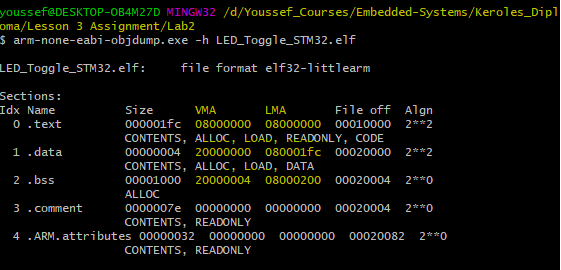 youssef@DESKTOP-OB4M27D MINGW32 /d/Youssef_Courses/Embedded-Systems/Keroles_Dipl
oma/Lesson 3 Assignment/Lab2
$ arm-none-eabi-objdump.exe -h LED_Toggle_STM32.elf

LED_Toggle_STM32.elf:     file format elf32-littlearm

Sections:
Idx Name          Size      VMA       LMA       File off  Algn
  0 .text         000001fc  08000000  08000000  00010000  2**2
                  CONTENTS, ALLOC, LOAD, READONLY, CODE
  1 .data         00000004  20000000  080001fc  00020000  2**2
                  CONTENTS, ALLOC, LOAD, DATA
  2 .bss          00001000  20000004  08000200  00020004  2**0
                  ALLOC
  3 .comment      0000007e  00000000  00000000  00020004  2**0
                  CONTENTS, READONLY
  4 .ARM.attributes 00000032  00000000  00000000  00020082  2**0
                  CONTENTS, READONLY